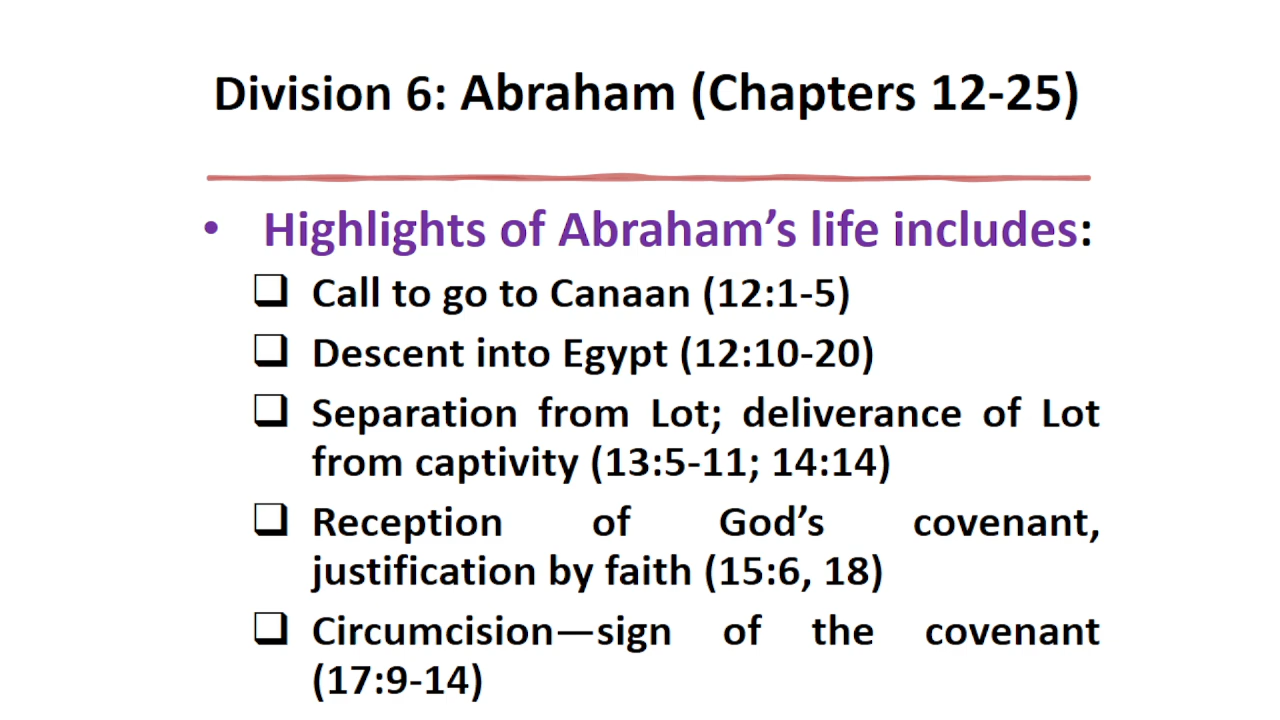 Division 6: Abraham (Chapters 12-25)
• Highlights of Abraham’s life includes:
❑ Call to go to Canaan (12:1-5)
❑ Descent into Egypt (12:10-20)
❑ Separation from Lot; deliverance of Lot
from captivity (13:5-11; 14:14)
❑ Reception of God’s covenant,
justification by faith (15:6, 18)
❑ Circumcision—sign of the covenant
(17:9-14)